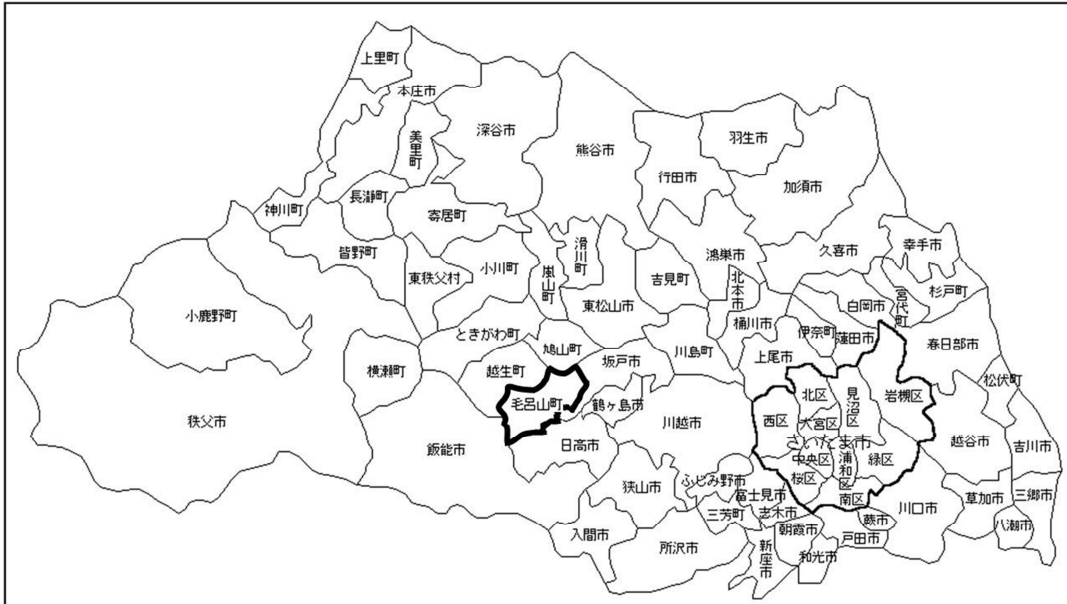 上里町
本庄市
美里町
深谷市
熊谷市
羽生市
行田市
加須市
神川町
長瀞町
寄居町
皆野町
東秩父村
小川町
嵐山町
滑川町
東松山市
吉見町
鴻巣市
北本市
久喜市
幸手市
杉戸町
宮代町
白岡市
小鹿野町
ときがわ町
鳩山町
桶川市
伊奈町
蓮田市
春日部市
横瀬町
越生町
坂戸市
川島町
上尾市
松伏町
毛呂山町
鶴ヶ島市
秩父市
飯能市
日高市
川越市
北区
見沼区
岩槻区
西区
大宮区
さいたま市
中央区
浦和区
緑区
桜区
南区
越谷市
吉川市
狭山市
ふじみ野市
富士見市
三芳町
志木市
川口市
草加市
三郷市
八潮市
入間市
所沢市
新座市
朝霞市
和光市
戸田市
蕨市